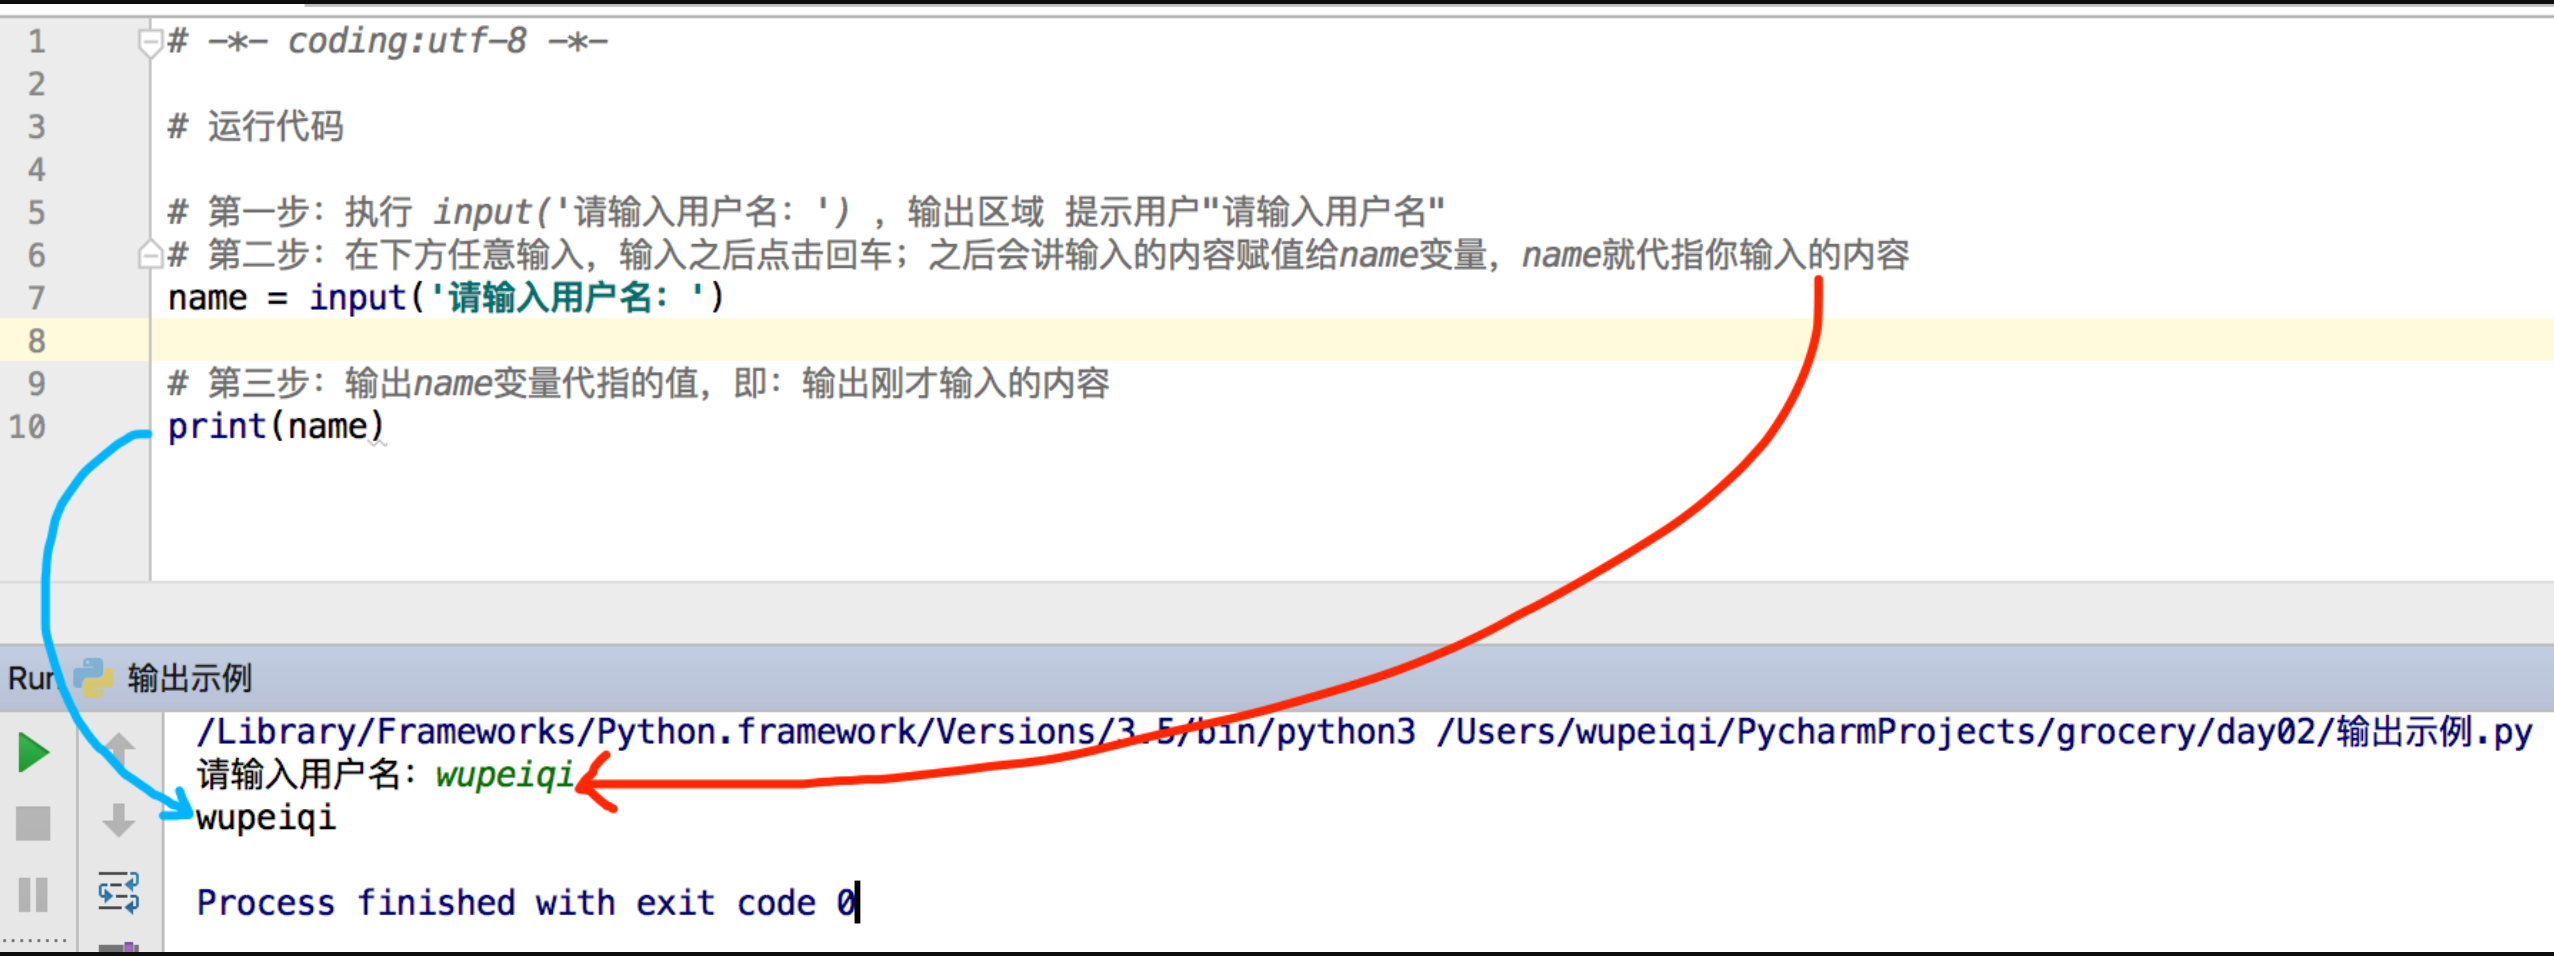 1 # -*- coding:utf-8 -*-
2
3 # 运行代码
4
5 # 第一步：执行 input('请输入用户名：') ，输出区域 提示用户"请输入用户名"
6 # 第二步：在下方任意输入，输入之后点击回车；之后会讲输入的内容赋值给name变量，name就代指你输入的内容
7 name = input('请输入用户名：')
8
9 # 第三步：输出name变量代指的值，即：输出刚才输入的内容
10 print(name)
Run 输出示例
/Library/Frameworks/Python.framework/Versions/3.5/bin/python3 /Users/wupeiqi/PycharmProjects/grocery/day02/输出示例.py
请输入用户名：wupeiqi
wupeiqi
Process finished with exit code 0